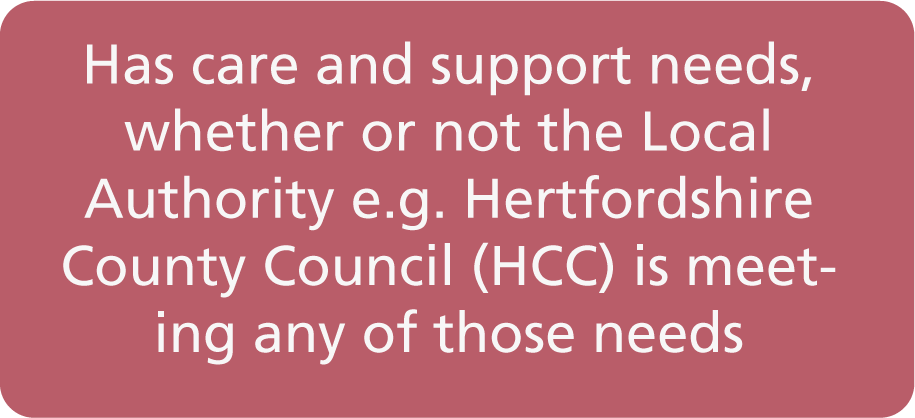 Has care and support needs,
whether or not the Local
Authority e.g. Hertfordshire
County Council (HCC) is meet-
ing any of those needs